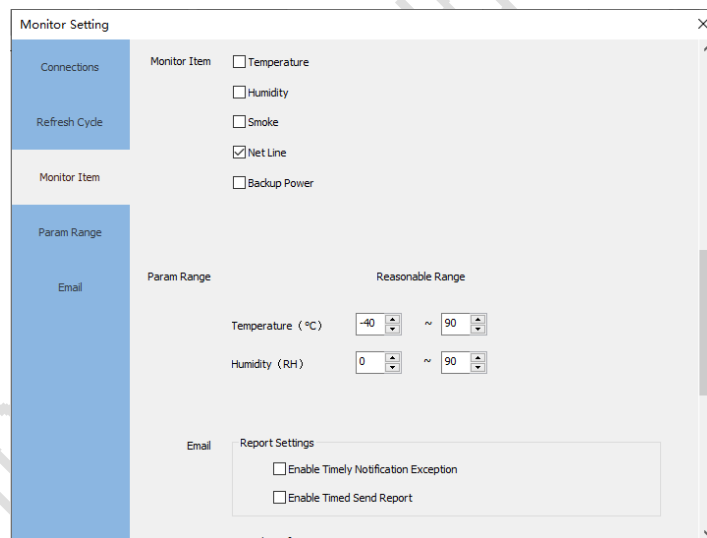 Monitor Setting
Connections
Refresh Cycle
Monitor Item
Param Range
Email
Monitor Item
Temperature
Humidity
Smoke
Net Line
Backup Power
Param Range Reasonable Range
Temperature (°C) -40 ~ 90
Humidity (RH) 0 ~ 90
Email
Report Settings
Enable Timely Notification Exception
Enable Timed Send Report